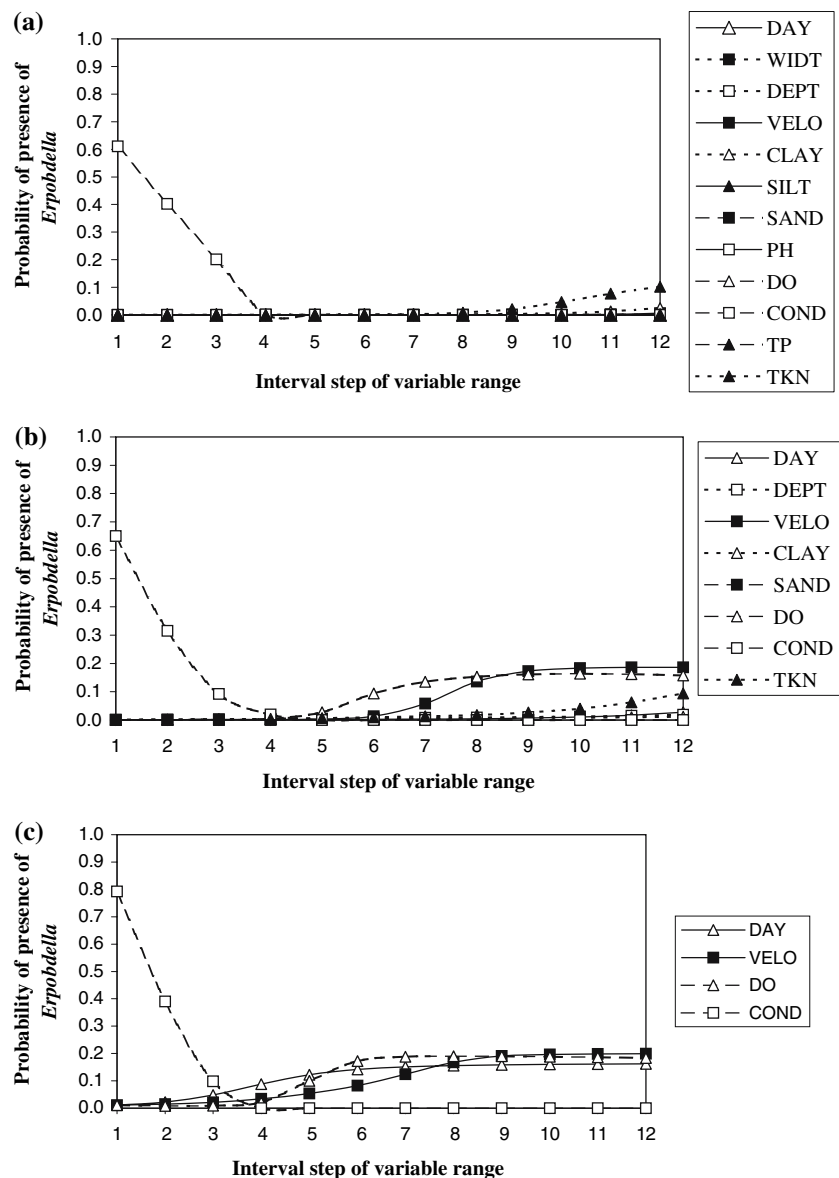 (a)
Probability of presence of
Erpobdella
1.0
0.9
0.8
0.7
0.6
0.5
0.4
0.3
0.2
0.1
0.0
1 2 3 4 5 6 7 8 9 10 11 12
Interval step of variable range
DAY
WIDT
DEPT
VELO
CLAY
SILT
SAND
PH
DO
COND
TP
TKN
(b)
Probability of presence of
Erpobdella
1.0
0.9
0.8
0.7
0.6
0.5
0.4
0.3
0.2
0.1
0.0
1 2 3 4 5 6 7 8 9 10 11 12
Interval step of variable range
DAY
DEPT
VELO
CLAY
SAND
DO
COND
TKN
(c)
Probability of presence of
Erpobdella
1.0
0.9
0.8
0.7
0.6
0.5
0.4
0.3
0.2
0.1
0.0
1 2 3 4 5 6 7 8 9 10 11 12
Interval step of variable range
DAY
VELO
DO
COND